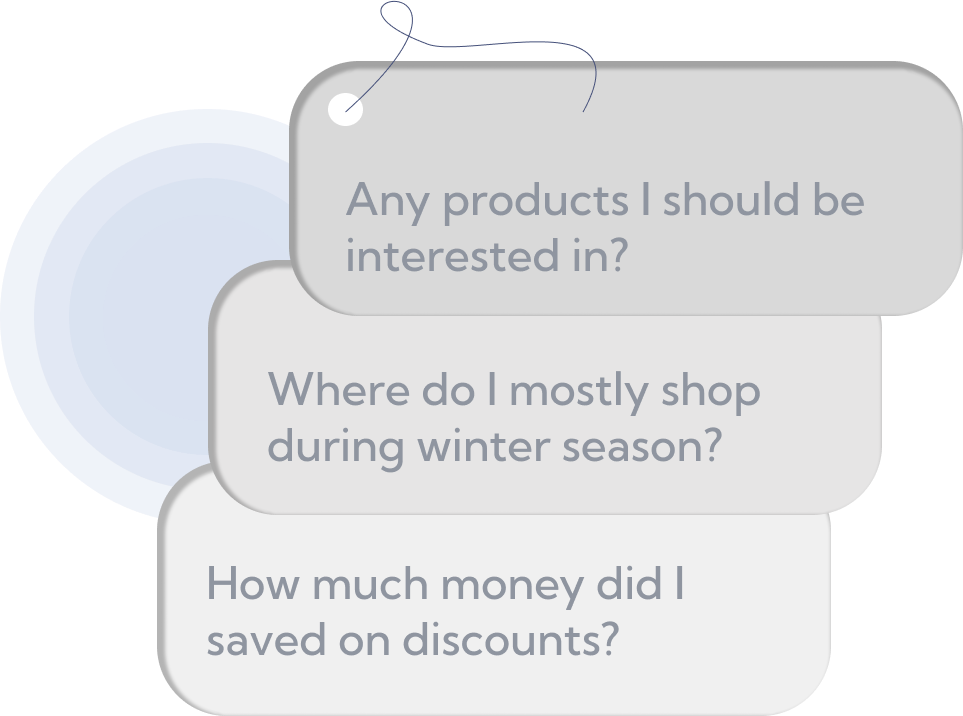 Any products I should be
interested in?
Where do I mostly shop
during winter season?
How much money did I
saved on discounts?